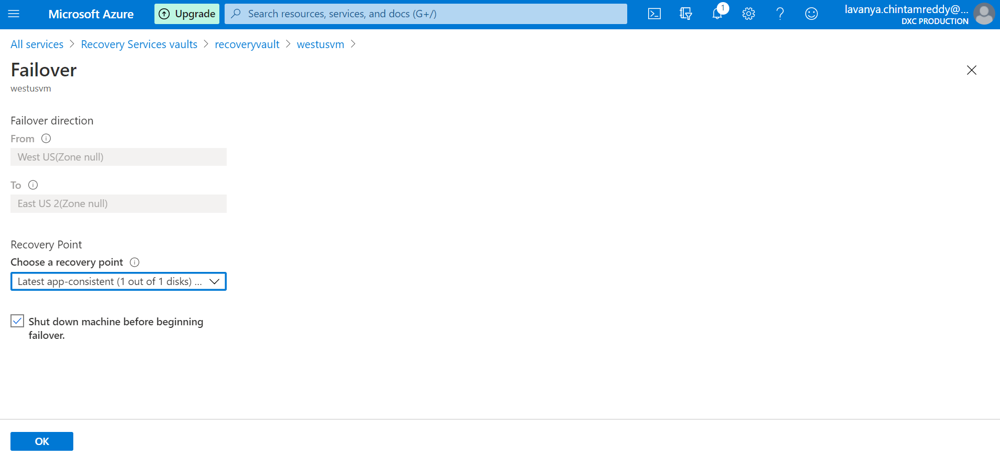 Microsoft Azure
Upgrade
Search resources, services, and docs (G+/)
1
lavanya.chintamreddy@...
DXC PRODUCTION
All services > Recovery Services vaults > recoveryvault > westusvm >
Failover
westusvm
Failover direction
From
West US(Zone null)
To
East US 2(Zone null)
Recovery Point
Choose a recovery point
Latest app-consistent (1 out of 1 disks) ...
Shut down machine before beginning
failover.
OK